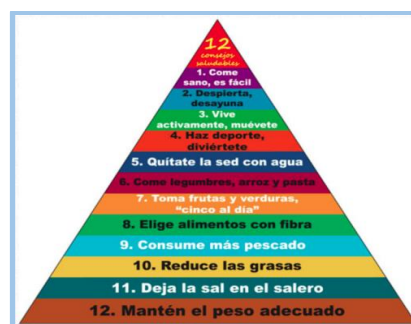 12
consejos
saludables
1. Come
sano, es fácil
2. Despierta,
desayuna
3. Vive
activamente, muévete
4. Haz deporte,
diviértete
5. Quítate la sed con agua
6. Come legumbres, arroz y pasta
7. Toma frutas y verduras,
"cinco al día"
8. Elige alimentos con fibra
9. Consume más pescado
10. Reduce las grasas
11. Deja la sal en el salero
12. Mantén el peso adecuado